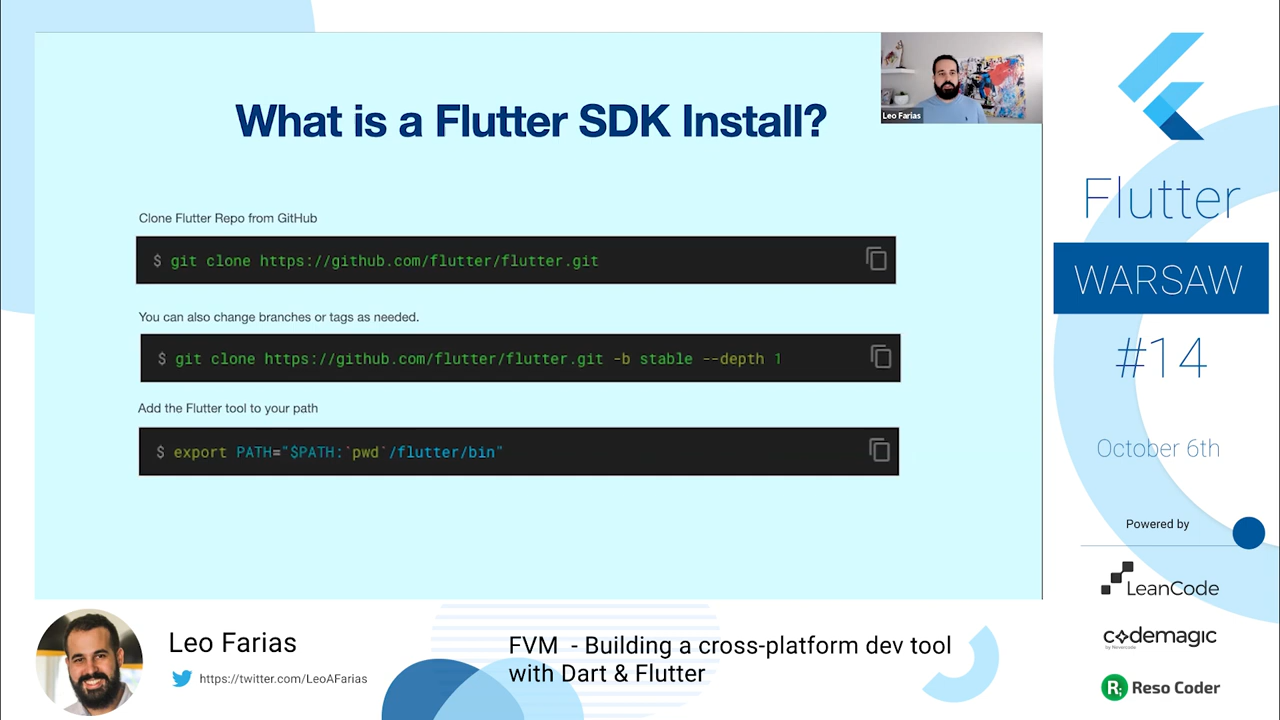 What is a Flutter SDK Install?
Leo Farias
Clone Flutter Repo from GitHub
$ git clone https://github.com/flutter/flutter.git
You can also change branches or tags as needed.
$ git clone https://github.com/flutter/flutter.git -b stable --depth 1
Add the Flutter tool to your path
$ export PATH="$PATH:`pwd`/flutter/bin"
Flutter
WARSAW
#14
October 6th
Powered by
LeanCode
codemagic
by Nevercode
R; Reso Coder
Leo Farias
https://twitter.com/LeoAFarias
FVM - Building a cross-platform dev tool
with Dart & Flutter